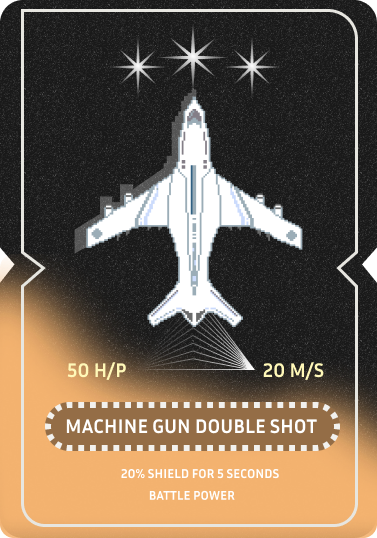 50 H/P 20 M/S
MACHINE GUN DOUBLE SHOT
20% SHIELD FOR 5 SECONDS
BATTLE POWER